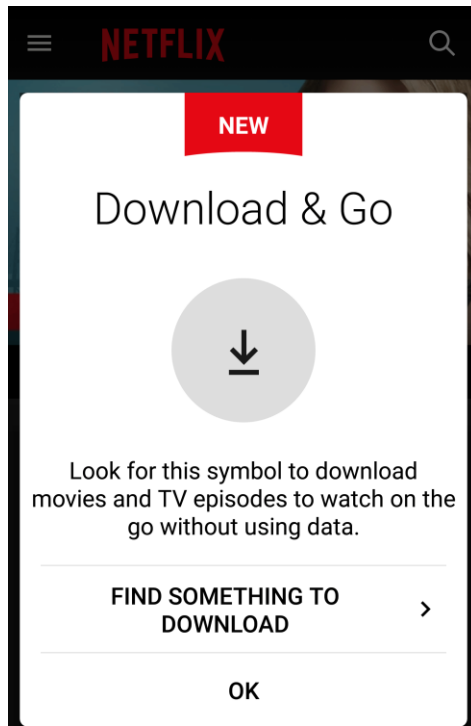 NETFLIX
NEW
Download & Go
Look for this symbol to download
movies and TV episodes to watch on the
go without using data.
FIND SOMETHING TO
DOWNLOAD
OK